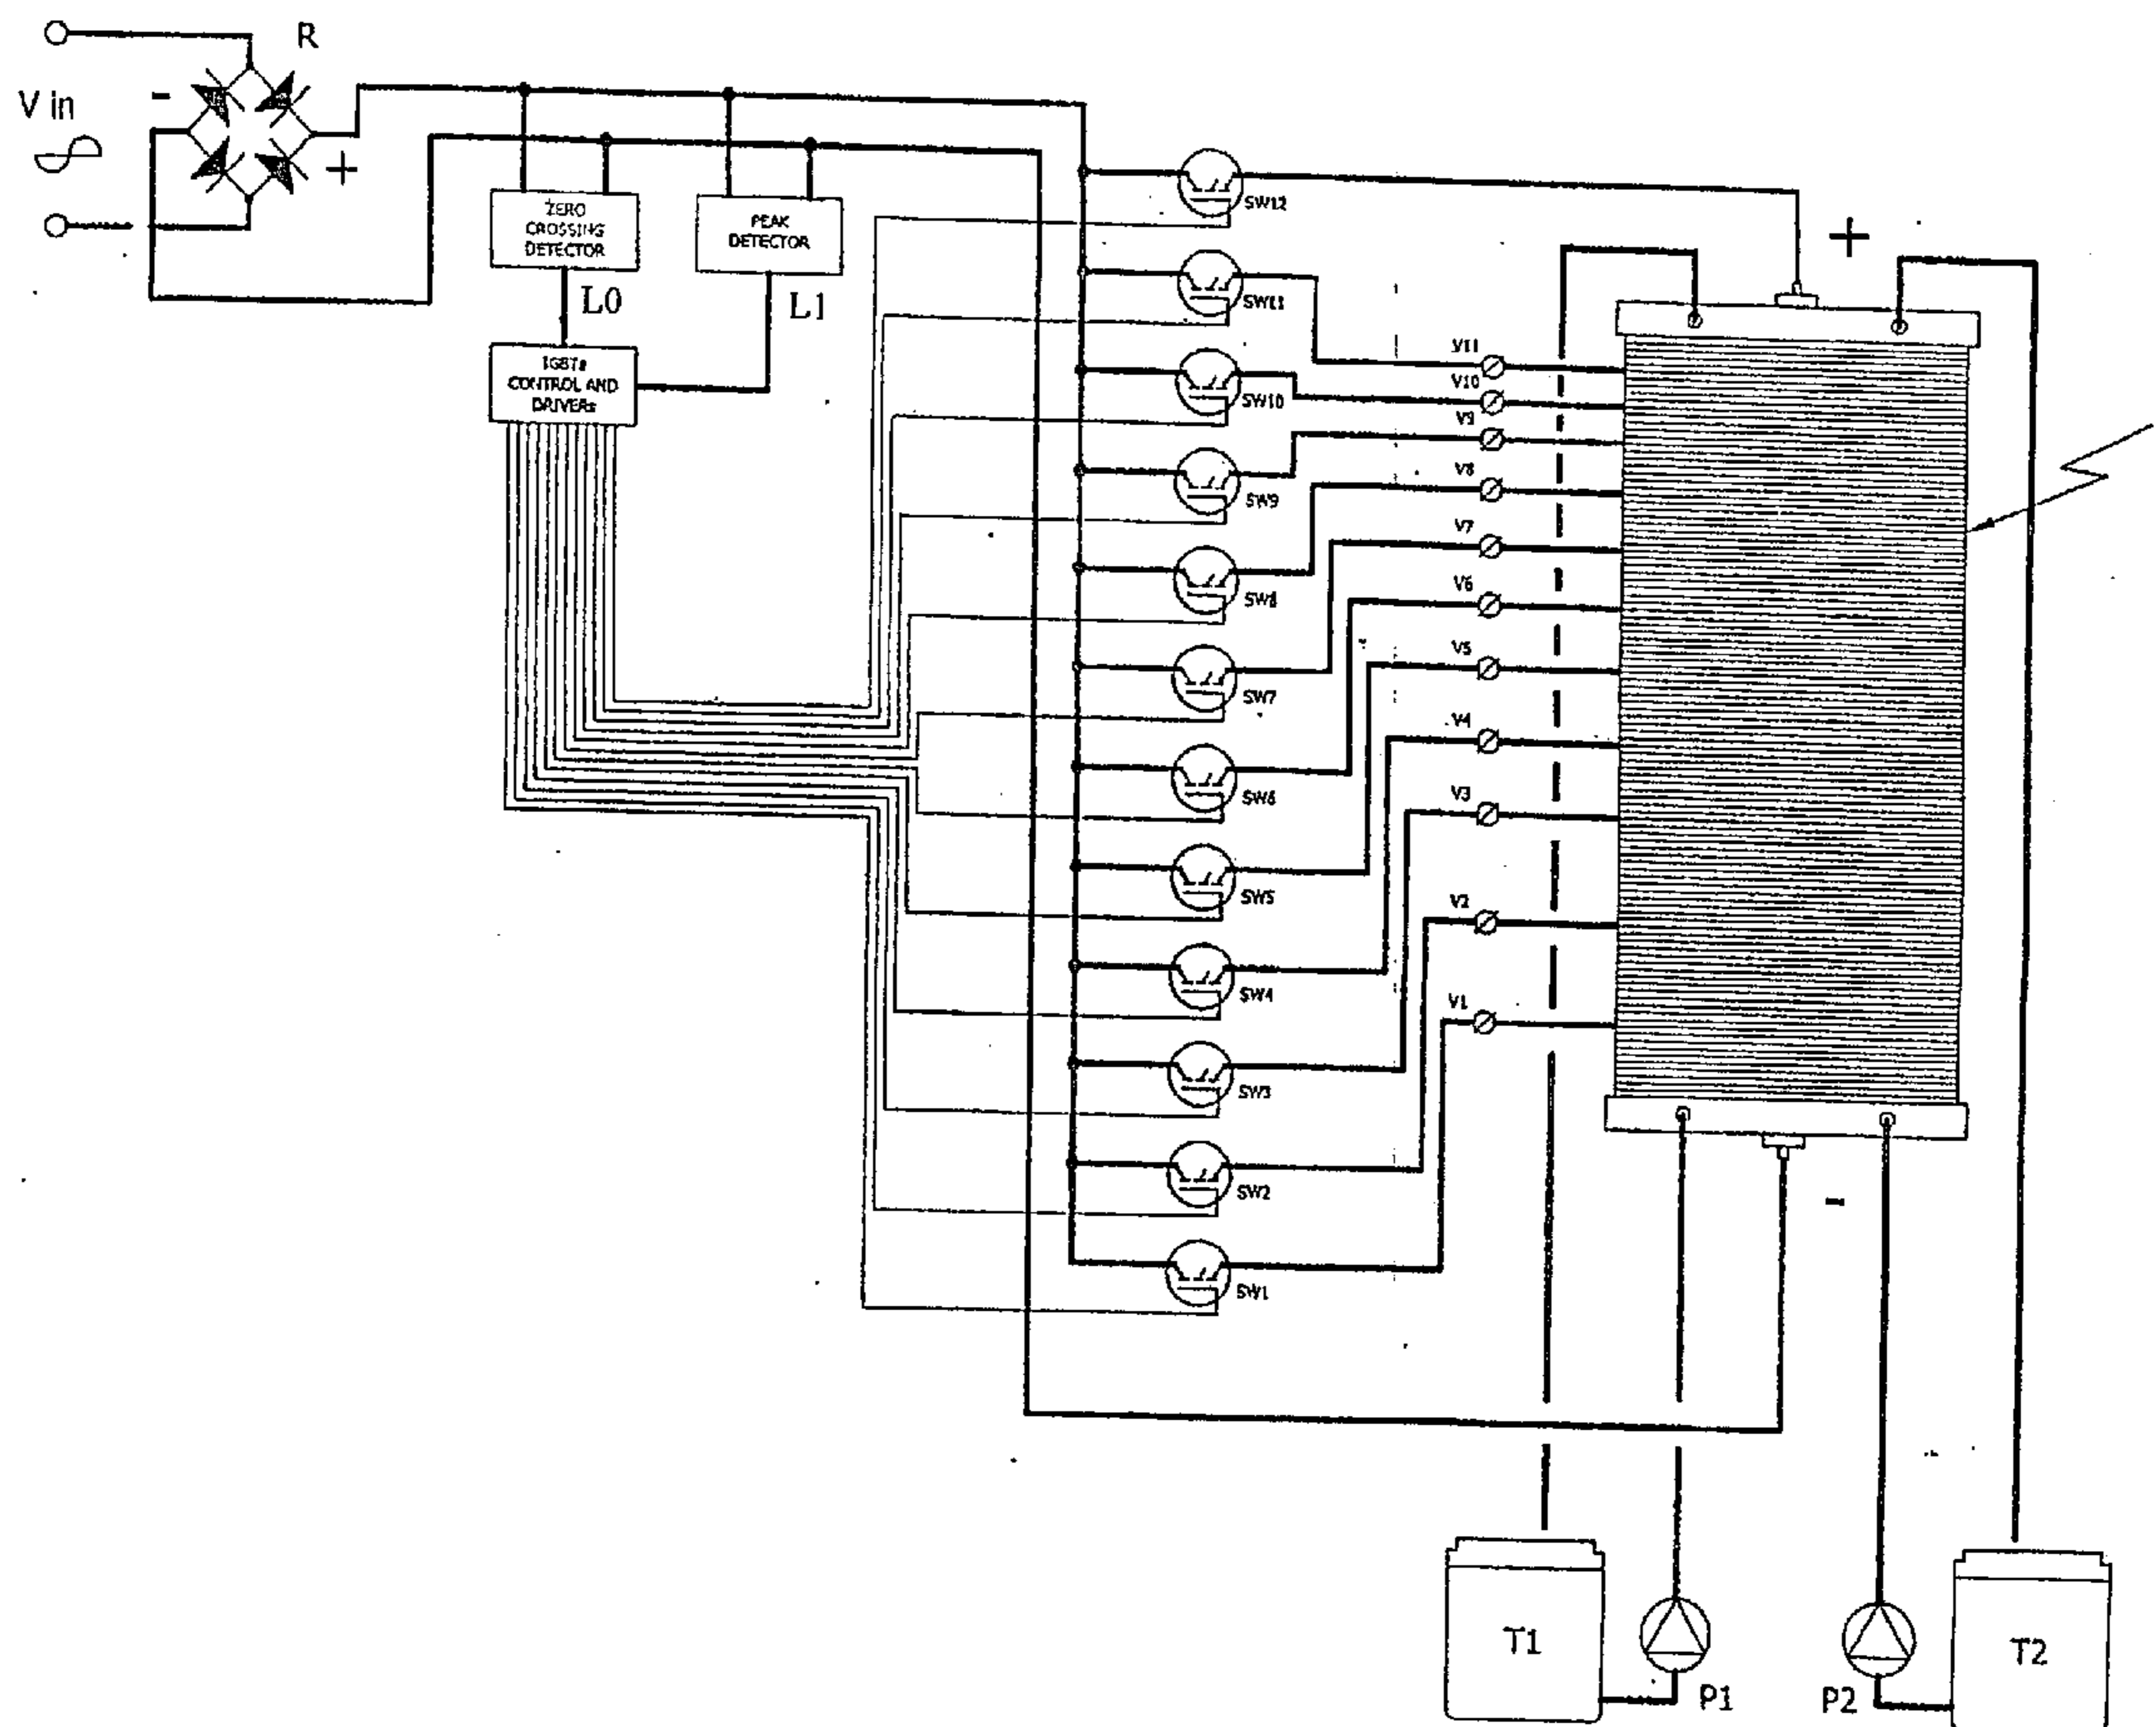 R
V in
-
+
ZERO
CROSSING
DETECTOR
PEAK
DETECTOR
L0
L1
IGBTs
CONTROL AND
DRIVERs
SW12
SW11
SW10
SW9
SW8
SW7
SW6
SW5
SW4
SW3
SW2
SW1
V11
V10
V9
V8
V7
V6
V5
V4
V3
V2
V1
+
-
T1
P1
P2
T2